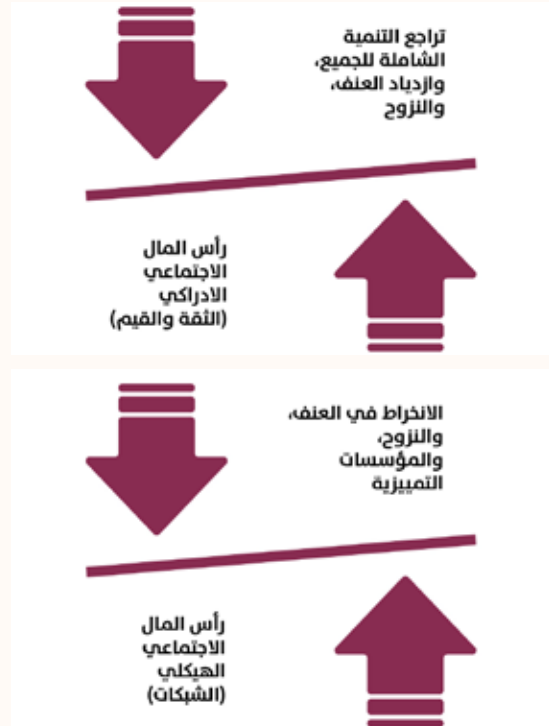 تراجع التنمية
الشاملة للجميع،
وازدياد العنف،
والنزوح
رأس المال
الاجتماعي
الادراكي
(الثقة والقيم)
الانخراط في العنف،
والنزوح،
والمؤسسات
التمييزية
رأس المال
الاجتماعي
الهيكلي
(الشبكات)